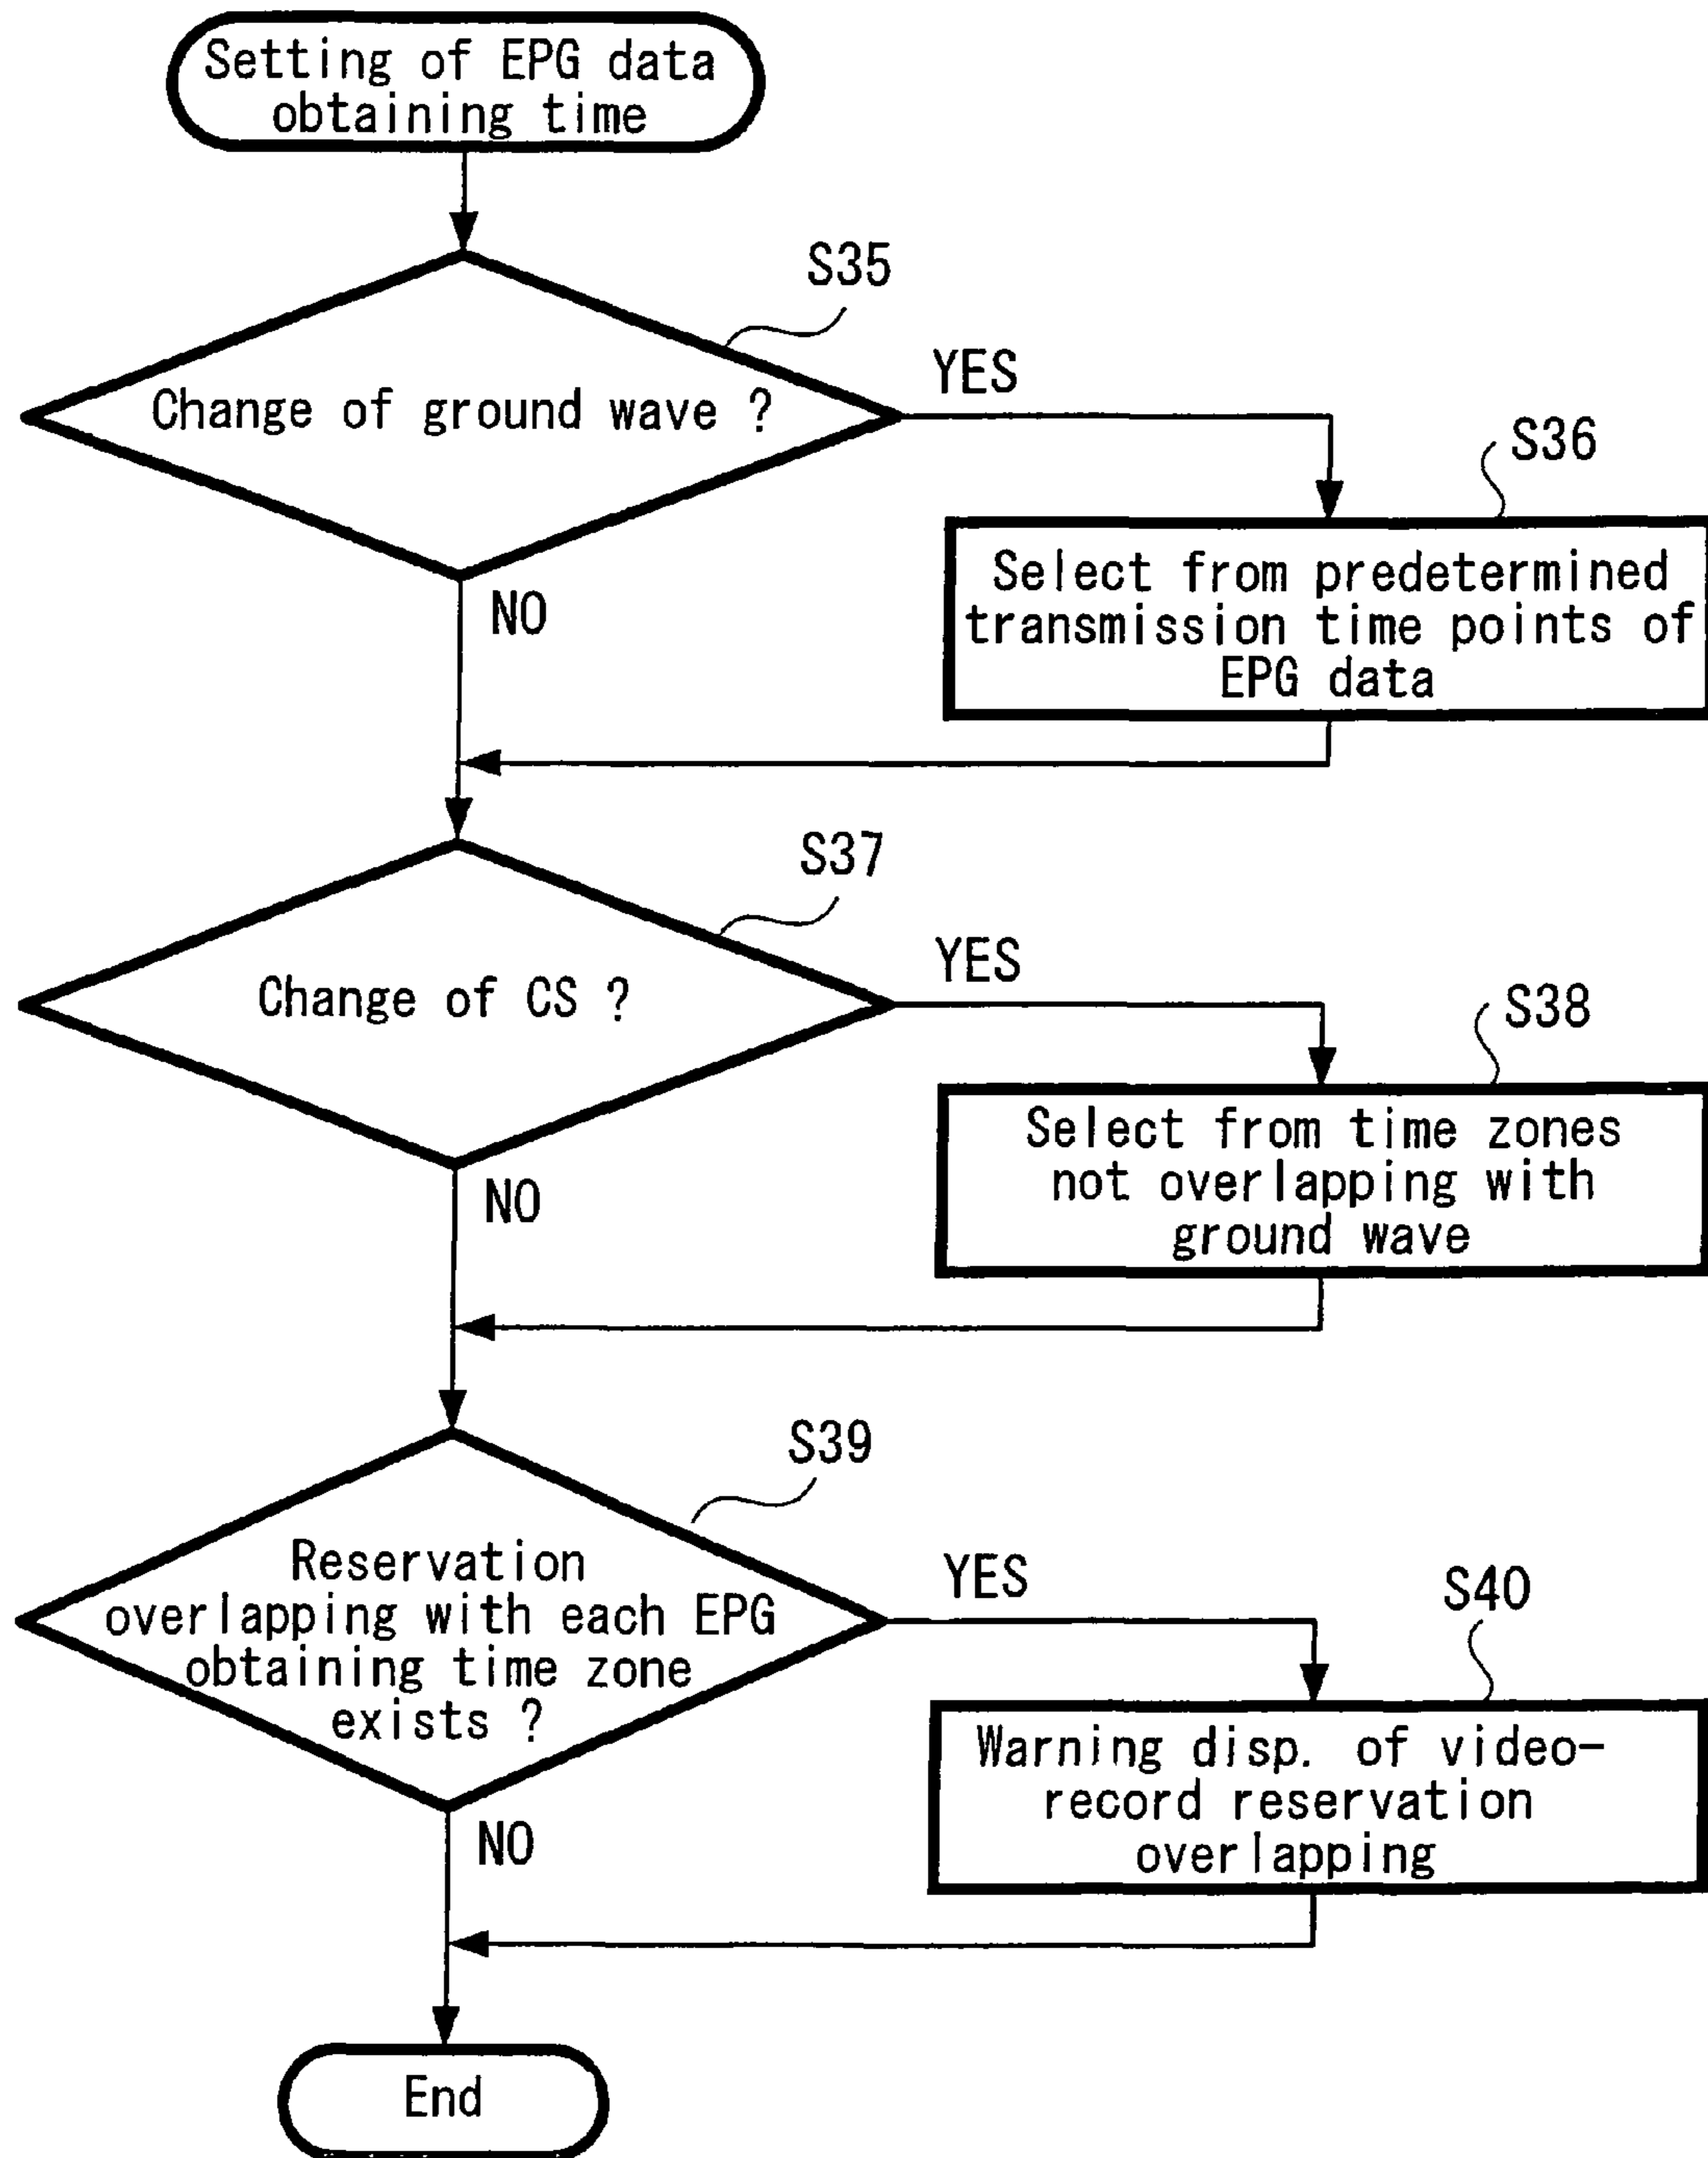 Setting of EPG data
obtaining time
S35
Change of ground wave ?
YES
NO
S36
Select from predetermined
transmission time points of
EPG data
S37
Change of CS ?
YES
NO
S38
Select from time zones
not overlapping with
ground wave
S39
Reservation
overlapping with each EPG
obtaining time zone
exists ?
YES
NO
S40
Warning disp. of video-
record reservation
overlapping
End